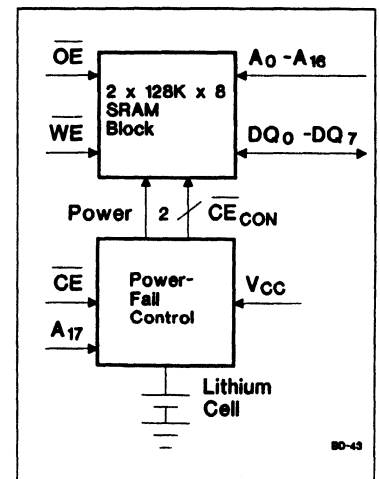 OE
A0 -A16
2 x 128K x 8
SRAM
Block
WE
DQ0 -DQ7
Power
2
CECON
CE
Power-
Fail
Control
VCC
A17
Lithium
Cell
BD-43